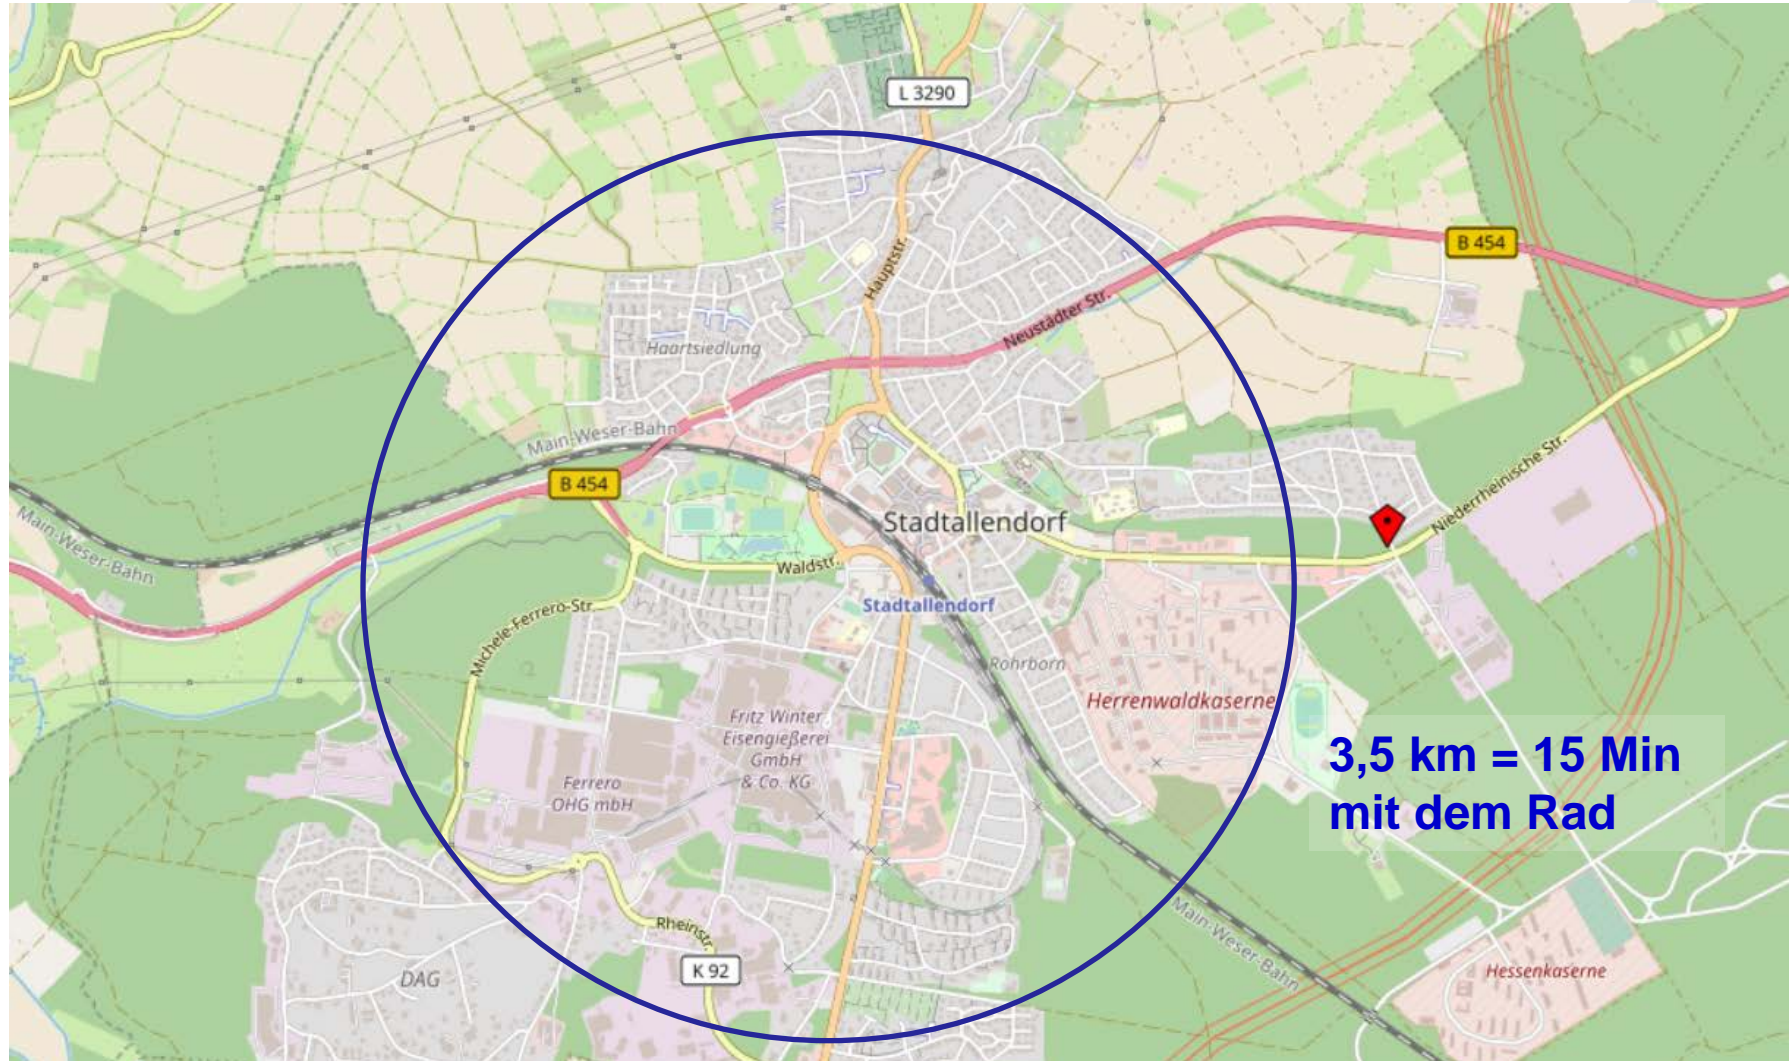 L 3290
B 454
Hauptstr.
Neustädter Str.
Haartsiedlung
Main-Weser-Bahn
B 454
Niederrheinische Str.
Main-Weser-Bahn
Stadtallendorf
Waldstr.
Stadtallendorf
Michele-Ferrero-Str.
Rohrborn
Herrenwaldkaserne
Fritz Winter
Eisengießerei
GmbH
& Co. KG
Ferrero
OHG mbH
3,5 km = 15 Min
mit dem Rad
Rheinstr.
K 92
DAG
Main-Weser-Bahn
Hessenkaserne